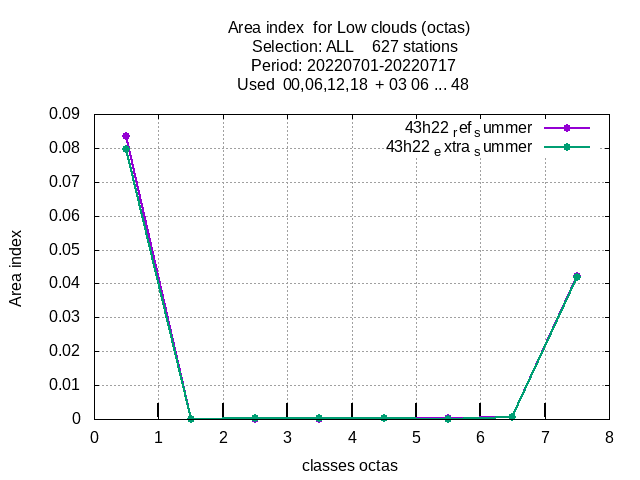 Area index  for Low clouds (octas)
Selection: ALL    627 stations
Period: 20220701-20220717
Used  00,06,12,18  + 03 06 ... 48
43h22 ref summer
43h22 extra summer
0.09
0.08
0.07
0.06
0.05
0.04
0.03
0.02
0.01
0
Area index
0 1 2 3 4 5 6 7 8
classes octas